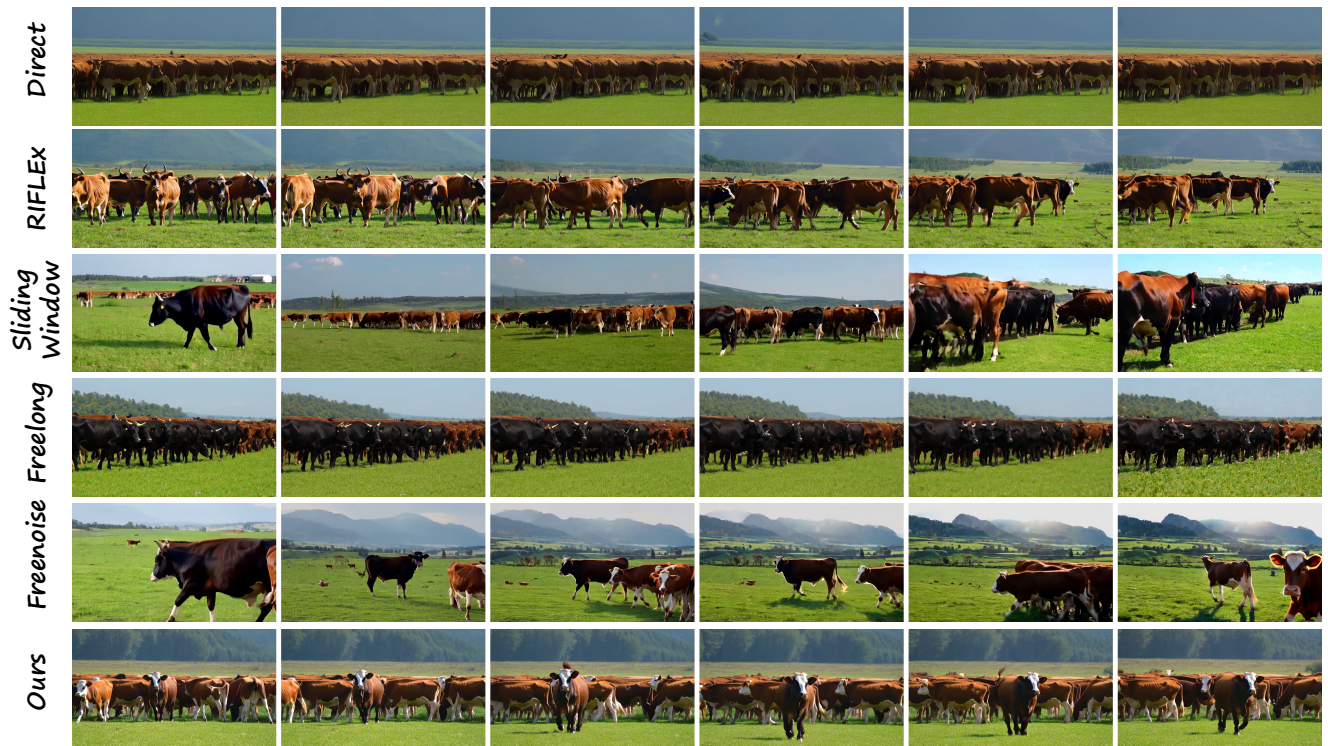 Direct
RIFLEx
Sliding
Window
Freelong
Freenoise
Ours